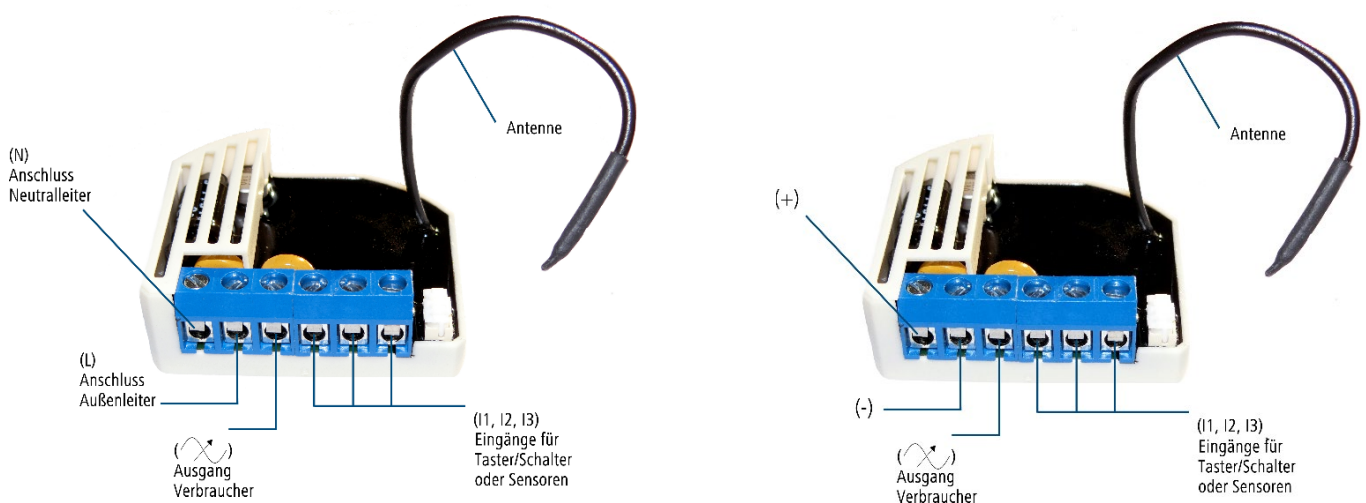 Antenne
(N)
Anschluss
Neutralleiter
(L)
Anschluss
Außenleiter
(
)
Ausgang
Verbraucher
(I1, I2, I3)
Eingänge für
Taster/Schalter
oder Sensoren
Antenne
(+)
(-)
(
)
Ausgang
Verbraucher
(I1, I2, I3)
Eingänge für
Taster/Schalter
oder Sensoren